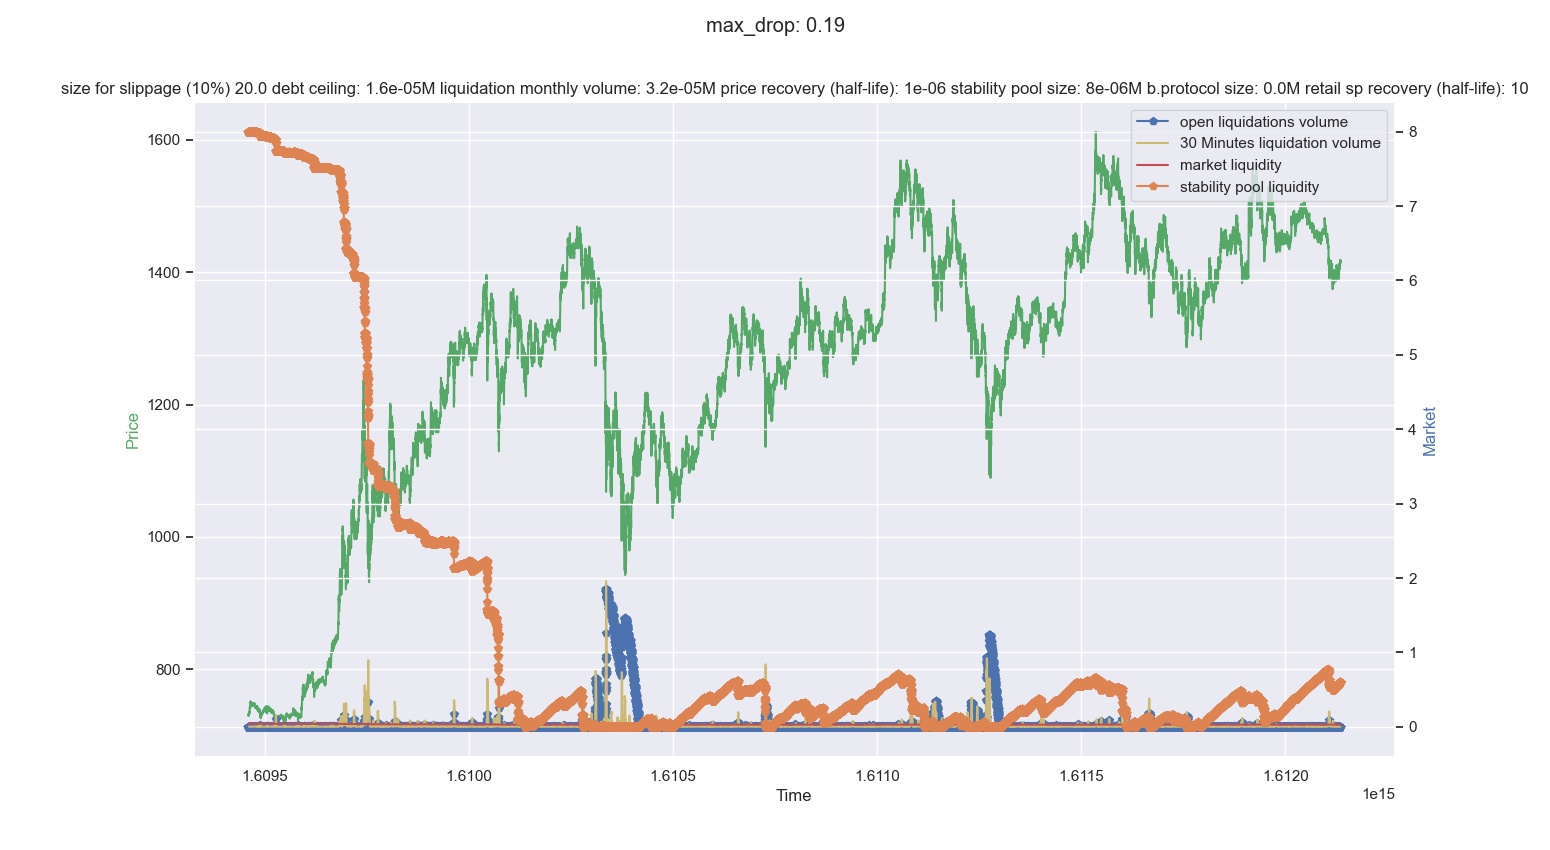 max_drop: 0.19
size for slippage (10%) 20.0 debt ceiling: 1.6e-05M liquidation monthly volume: 3.2e-05M price recovery (half-life): 1e-06 stability pool size: 8e-06M b.protocol size: 0.0M retail sp recovery (half-life): 10
open liquidations volume
30 Minutes liquidation volume
market liquidity
stability pool liquidity
1600
1400
1200
1000
800
Price
8
7
6
5
4
3
2
1
0
Market
1.6095 1.6100 1.6105 1.6110 1.6115 1.6120
1e15
Time